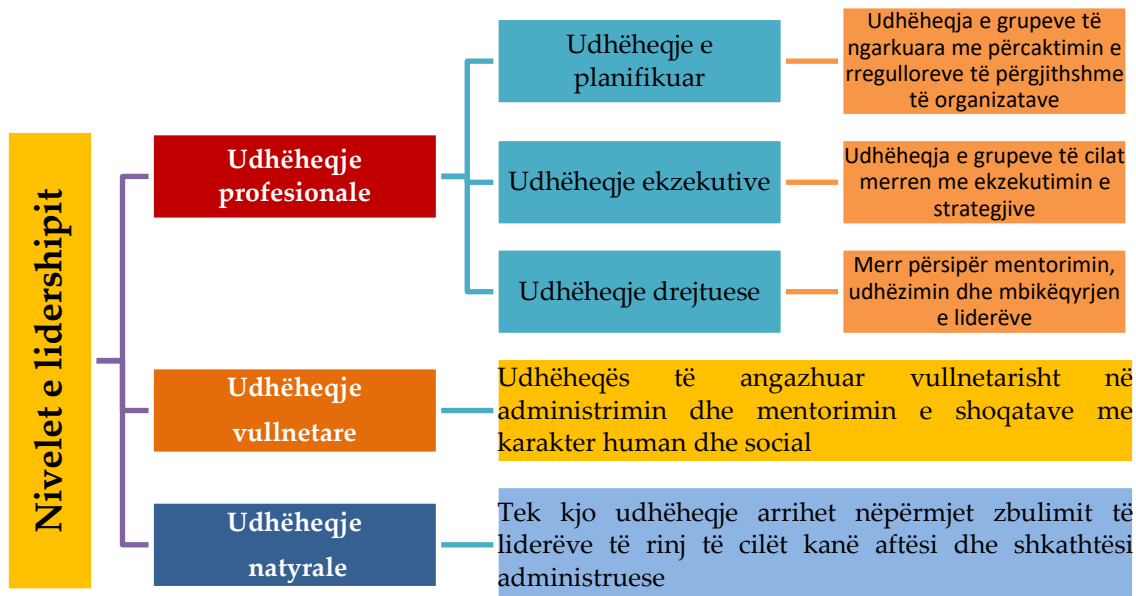 Nivelet e lidershipit
Udhëheqje
profesionale
Udhëheqje e
planifikuar
Udhëheqja e grupeve të
ngarkuara me përcaktimin e
rregulloreve të përgjithshme
të organizatave
Udhëheqje ekzekutive
Udhëheqja e grupeve të cilat
merren me ekzekutimin e
strategjive
Udhëheqje drejtuese
Merr përsipër mentorimin,
udhëzimin dhe mbikëqyrjen
e liderëve
Udhëheqje
vullnetare
Udhëheqës të angazhuar vullnetarisht në
administrimin dhe mentorimin e shoqatave me
karakter human dhe social
Udhëheqje
natyrale
Tek kjo udhëheqje arrihet nëpërmjet zbulimit të
liderëve të rinj të cilët kanë aftësi dhe shkathtësi
administruese